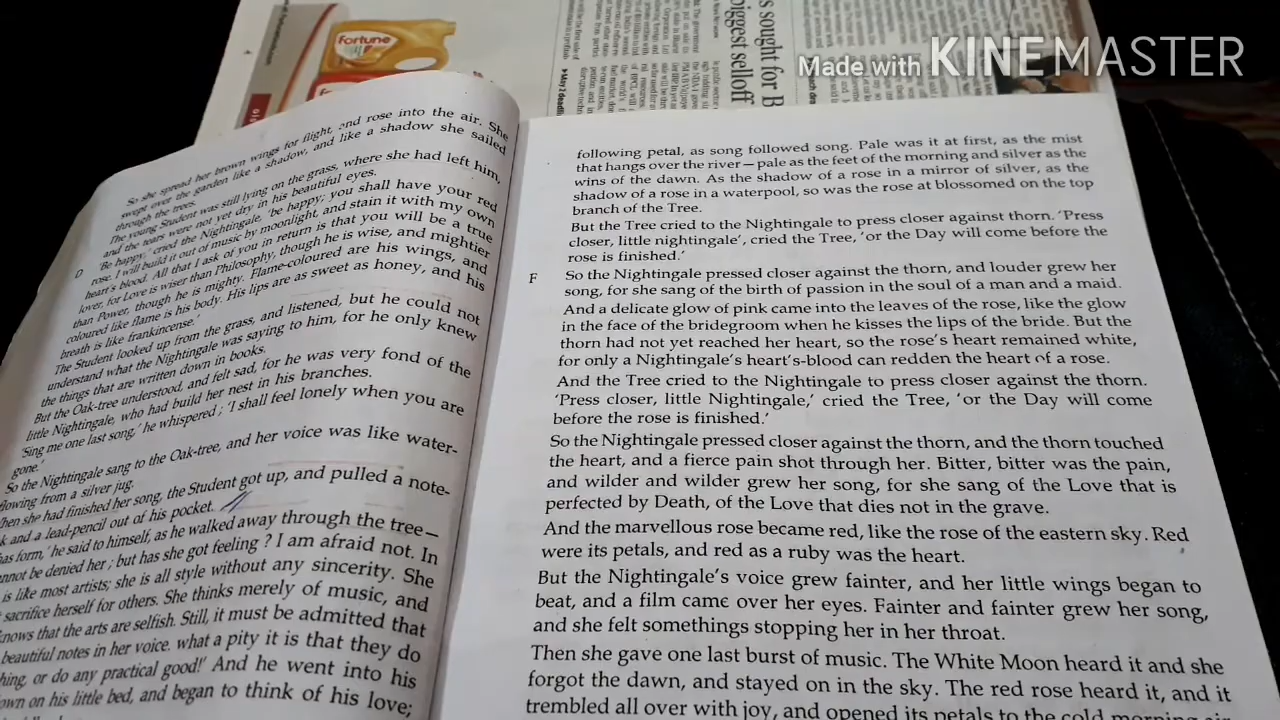 fortune
s sought for B
iggest selloff
Made with KINEMASTER
So she spread her brown wings for flight, and rose into the air. She
swept over the garden like a shadow, and like a shadow she sailed
through the trees.
The young Student was still lying on the grass, where she had left him,
and the tears were not yet dry in his beautiful eyes.
'Be happy,' cried the Nightingale, 'be happy; you shall have your red
rose. I will build it out of music by moonlight, and stain it with my own
heart's blood. All that I ask of you in return is that you will be a true
lover, for Love is wiser than Philosophy, though he is wise, and mightier
than Power, though he is mighty. Flame-coloured are his wings, and
coloured like flame is his body. His lips are as sweet as honey, and his
breath is like frankincense.'
The Student looked up from the grass, and listened, but he could not
understand what the Nightingale was saying to him, for he only knew
the things that are written down in books.
But the Oak-tree understood, and felt sad, for he was very fond of the
little Nightingale, who had build her nest in his branches.
'Sing me one last song,' he whispered; 'I shall feel lonely when you are
gone.'
So the Nightingale sang to the Oak-tree, and her voice was like water-
flowing from a silver jug.
hen she had finished her song, the Student got up, and pulled a note-
k and a lead-pencil out of his pocket.
as form,' he said to himself, as he walked away through the tree—
nnot be denied her; but has she got feeling ? I am afraid not. In
is like most artists; she is all style without any sincerity. She
sacrifice herself for others. She thinks merely of music, and
knows that the arts are selfish. Still, it must be admitted that
beautiful notes in her voice. what a pity it is that they do
hing, or do any practical good!' And he went into his
own on his little bed, and began to think of his love;
D
following petal, as song followed song. Pale was it at first, as the mist
that hangs over the river — pale as the feet of the morning and silver as the
wins of the dawn. As the shadow of a rose in a mirror of silver, as the
shadow of a rose in a waterpool, so was the rose at blossomed on the top
branch of the Tree.
But the Tree cried to the Nightingale to press closer against thorn. 'Press
closer, little nightingale', cried the Tree, 'or the Day will come before the
rose is finished.'
F
So the Nightingale pressed closer against the thorn, and louder grew her
song, for she sang of the birth of passion in the soul of a man and a maid.
And a delicate glow of pink came into the leaves of the rose, like the glow
in the face of the bridegroom when he kisses the lips of the bride. But the
thorn had not yet reached her heart, so the rose's heart remained white,
for only a Nightingale's heart's-blood can redden the heart of a rose.
And the Tree cried to the Nightingale to press closer against the thorn.
'Press closer, little Nightingale,' cried the Tree, 'or the Day will come
before the rose is finished.'
So the Nightingale pressed closer against the thorn, and the thorn touched
the heart, and a fierce pain shot through her. Bitter, bitter was the pain,
and wilder and wilder grew her song, for she sang of the Love that is
perfected by Death, of the Love that dies not in the grave.
And the marvellous rose became red, like the rose of the eastern sky. Red
were its petals, and red as a ruby was the heart.
But the Nightingale's voice grew fainter, and her little wings began to
beat, and a film came over her eyes. Fainter and fainter grew her song,
and she felt somethings stopping her in her throat.
Then she gave one last burst of music. The White Moon heard it and she
forgot the dawn, and stayed on in the sky. The red rose heard it, and it
trembled all over with joy, and opened its petals to the cold morning air